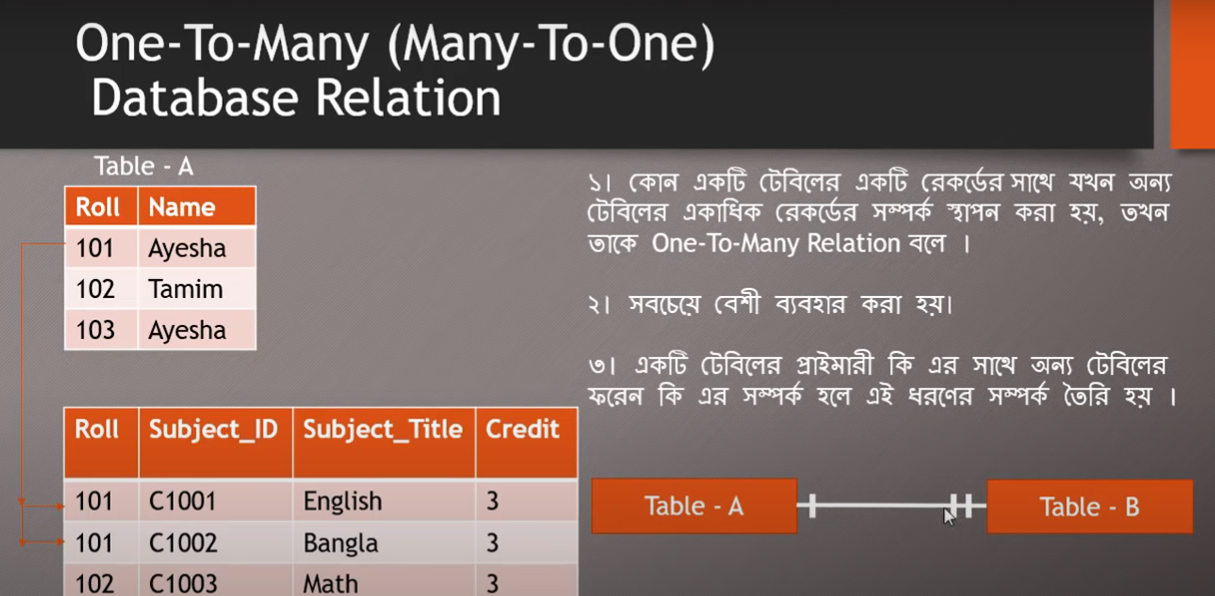 One-To-Many (Many-To-One)
Database Relation
Table - A
Roll Name
101 Ayesha
102 Tamim
103 Ayesha
Roll Subject_ID Subject_Title Credit
101 C1001 English 3
101 C1002 Bangla 3
102 C1003 Math 3
১। কোন একটি টেবিলের একটি রেকর্ডের সাথে যখন অন্য
টেবিলের একাধিক রেকর্ডের সম্পর্ক স্থাপন করা হয়, তখন
তাকে One-To-Many Relation বলে ।
২। সবচেয়ে বেশী ব্যবহার করা হয়।
৩। একটি টেবিলের প্রাইমারী কি এর সাথে অন্য টেবিলের
ফরেন কি এর সম্পর্ক হলে এই ধরণের সম্পর্ক তৈরি হয় ।
Table - A
Table - B